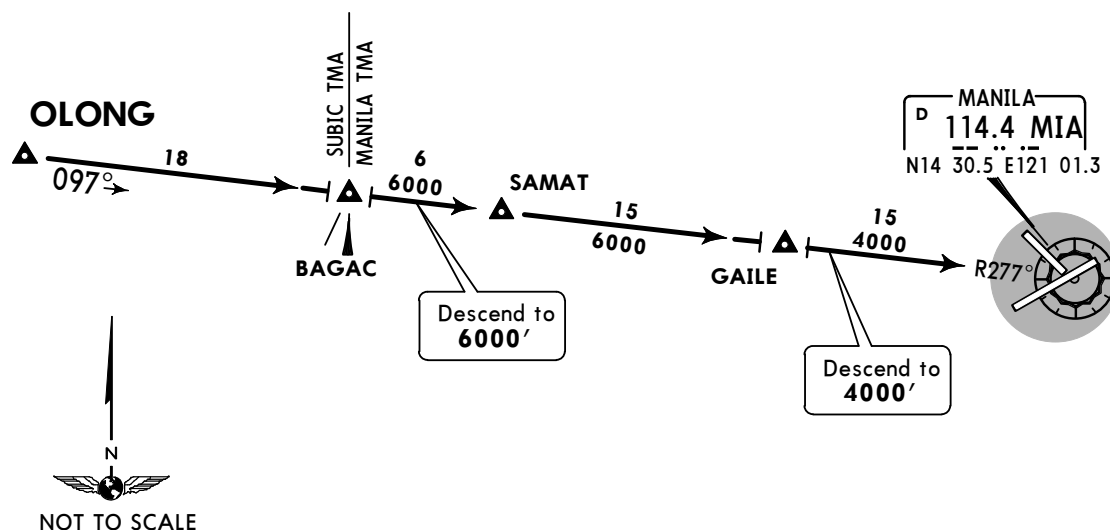 OLONG
18
097°
SUBIC TMA
MANILA TMA
BAGAC
6
6000
SAMAT
15
6000
GAILE
15
4000
R277°
MANILA
D 114.4 MIA
N14 30.5 E121 01.3
Descend to
6000'
Descend to
4000'
N
NOT TO SCALE